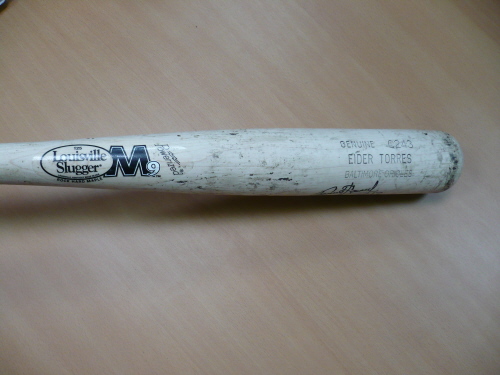 Louisville
Slugger
M9
GENUINE C243
EIDER TORRES
BALTIMORE ORIOLES